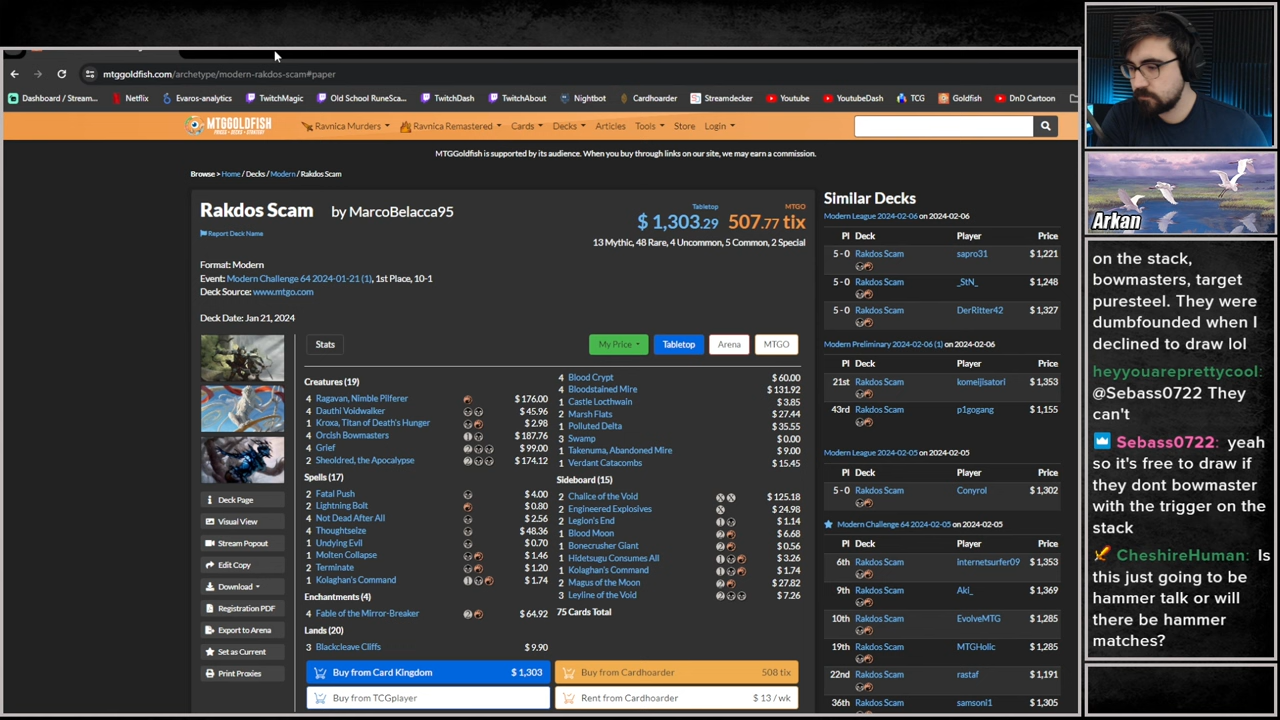 mtggoldfish.com/archetype/modern-rakdos-scam#paper
Dashboard / Stream... Netflix Evaros-analytics TwitchMagic Old School RuneSca... TwitchDash TwitchAbout Nightbot Cardhoarder Streamdecker Youtube YoutubeDash TCG Goldfish DnD Cartoon
MTGGOLDFISH Ravnica Murders Ravnica Remastered Cards Decks Articles Tools Store Login
MTGGoldfish is supported by its audience. When you buy through links on our site, we may earn a commission.
Browse > Home / Decks / Modern / Rakdos Scam
Rakdos Scam by MarcoBelacca95
Report Deck Name
Tabletop MTGO
$ 1,303.29 507.77 tix
13 Mythic, 48 Rare, 4 Uncommon, 5 Common, 2 Special
Format: Modern
Event: Modern Challenge 64 2024-01-21 (1), 1st Place, 10-1
Deck Source: www.mtgo.com
Deck Date: Jan 21, 2024
Stats My Price Tabletop Arena MTGO
Creatures (19)
4 Ragavan, Nimble Pilferer $ 176.00
4 Dauthi Voidwalker $ 45.96
1 Kroxa, Titan of Death's Hunger $ 2.98
4 Orcish Bowmasters $ 187.76
4 Grief $ 99.00
2 Sheoldred, the Apocalypse $ 174.12
Spells (17)
2 Fatal Push $ 4.00
2 Lightning Bolt $ 0.80
4 Not Dead After All $ 2.56
4 Thoughtseize $ 48.36
1 Undying Evil $ 0.70
1 Molten Collapse $ 1.46
2 Terminate $ 1.20
1 Kolaghan's Command $ 1.74
Enchantments (4)
4 Fable of the Mirror-Breaker $ 64.92
Lands (20)
3 Blackcleave Cliffs $ 9.90
4 Blood Crypt $ 60.00
4 Bloodstained Mire $ 131.92
1 Castle Locthwain $ 3.85
2 Marsh Flats $ 27.44
1 Polluted Delta $ 35.55
3 Swamp $ 0.00
1 Takenuma, Abandoned Mire $ 9.00
1 Verdant Catacombs $ 15.45
Sideboard (15)
2 Chalice of the Void $ 125.18
2 Engineered Explosives $ 24.98
2 Legion's End $ 1.14
1 Blood Moon $ 6.68
1 Bonecrusher Giant $ 0.56
1 Hidetsugu Consumes All $ 3.26
1 Kolaghan's Command $ 1.74
2 Magus of the Moon $ 27.82
3 Leyline of the Void $ 7.26
75 Cards Total
Deck Page
Visual View
Stream Popout
Edit Copy
Download
Registration PDF
Export to Arena
Set as Current
Print Proxies
Buy from Card Kingdom $ 1,303
Buy from Cardhoarder 508 tix
Buy from TCGplayer
Rent from Cardhoarder $ 13 / wk
Similar Decks
Modern League 2024-02-06 on 2024-02-06
Pl Deck Player Price
5 - 0 Rakdos Scam sapro31 $ 1,221
5 - 0 Rakdos Scam _StN_ $ 1,248
5 - 0 Rakdos Scam DerRitter42 $ 1,327
Modern Preliminary 2024-02-06 (1) on 2024-02-06
Pl Deck Player Price
21st Rakdos Scam komeijisatori $ 1,353
43rd Rakdos Scam p1gogang $ 1,155
Modern League 2024-02-05 on 2024-02-05
Pl Deck Player Price
5 - 0 Rakdos Scam Conyrol $ 1,302
Modern Challenge 64 2024-02-05 on 2024-02-05
Pl Deck Player Price
6th Rakdos Scam internetsurfer09 $ 1,353
9th Rakdos Scam Aki_ $ 1,369
10th Rakdos Scam EvolveMTG $ 1,285
19th Rakdos Scam MTGHolic $ 1,285
22nd Rakdos Scam rastaf $ 1,191
36th Rakdos Scam samsoni1 $ 1,305
Arkan
on the stack,
bowmasters, target
puresteel. They were
dumbfounded when I
declined to draw lol
heyyouareprettycool:
@Sebass0722 They
can't
Sebass0722: yeah
so it's free to draw if
they dont bowmaster
with the trigger on the
stack
CheshireHuman: Is
this just going to be
hammer talk or will
there be hammer
matches?